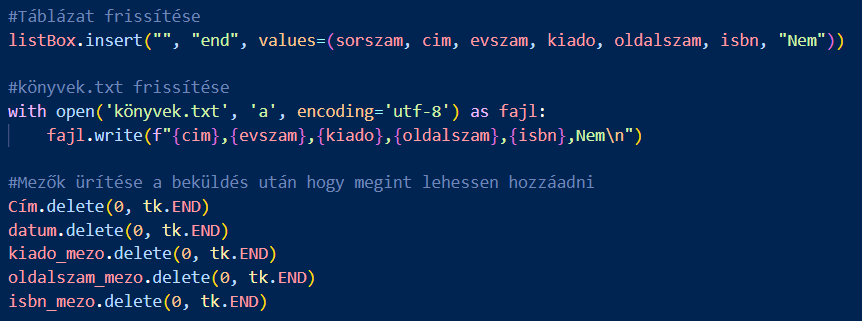 #Táblázat frissítése
listBox.insert("", "end", values=(sorszam, cim, evszam, kiado, oldalszam, isbn, "Nem"))
#könyvek.txt frissítése
with open('könyvek.txt', 'a', encoding='utf-8') as fajl:
    fajl.write(f"{cim},{evszam},{kiado},{oldalszam},{isbn},Nem\n")
#Mezők ürítése a beküldés után hogy megint lehessen hozzáadni
Cím.delete(0, tk.END)
datum.delete(0, tk.END)
kiado_mezo.delete(0, tk.END)
oldalszam_mezo.delete(0, tk.END)
isbn_mezo.delete(0, tk.END)